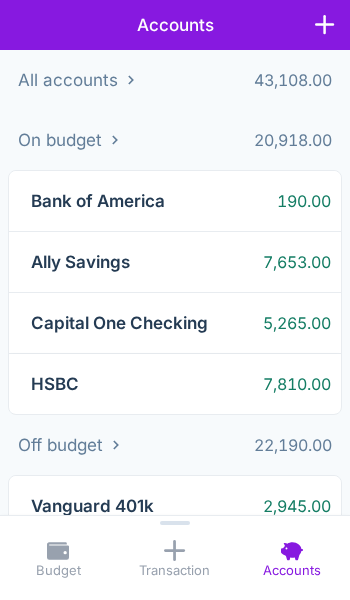 Accounts
All accounts 43,108.00
On budget 20,918.00
Bank of America 190.00
Ally Savings 7,653.00
Capital One Checking 5,265.00
HSBC 7,810.00
Off budget 22,190.00
Vanguard 401k 2,945.00
Budget Transaction Accounts